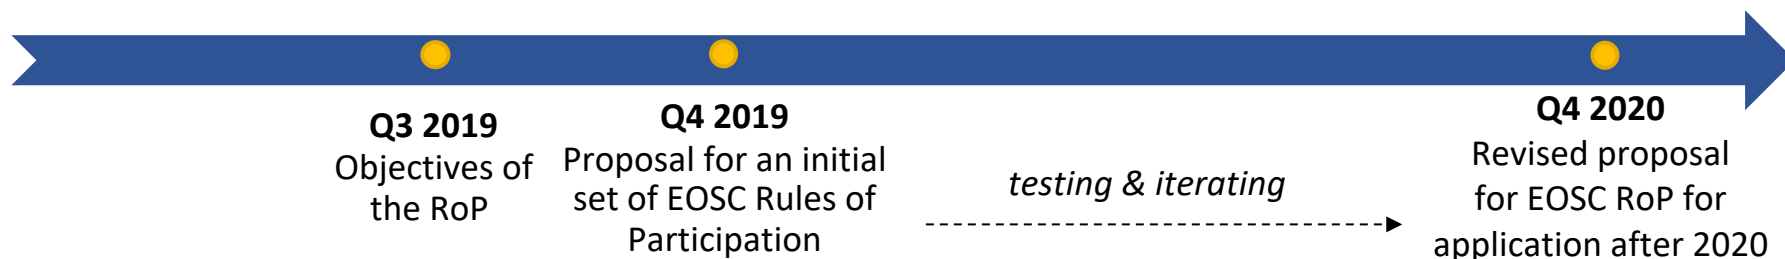 Q3 2019
Objectives of
the RoP
Q4 2019
Proposal for an initial
set of EOSC Rules of
Participation
testing & iterating
Q4 2020
Revised proposal
for EOSC RoP for
application after 2020